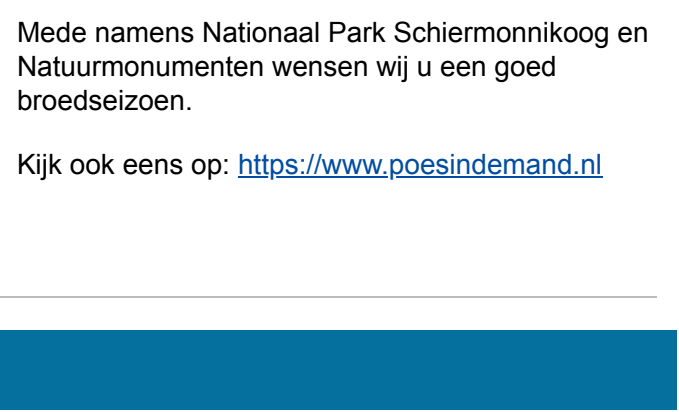 Mede namens Nationaal Park Schiermonnikoog en
Natuurmonumenten wensen wij u een goed
broedseizoen.
Kijk ook eens op: https://www.poesindemand.nl